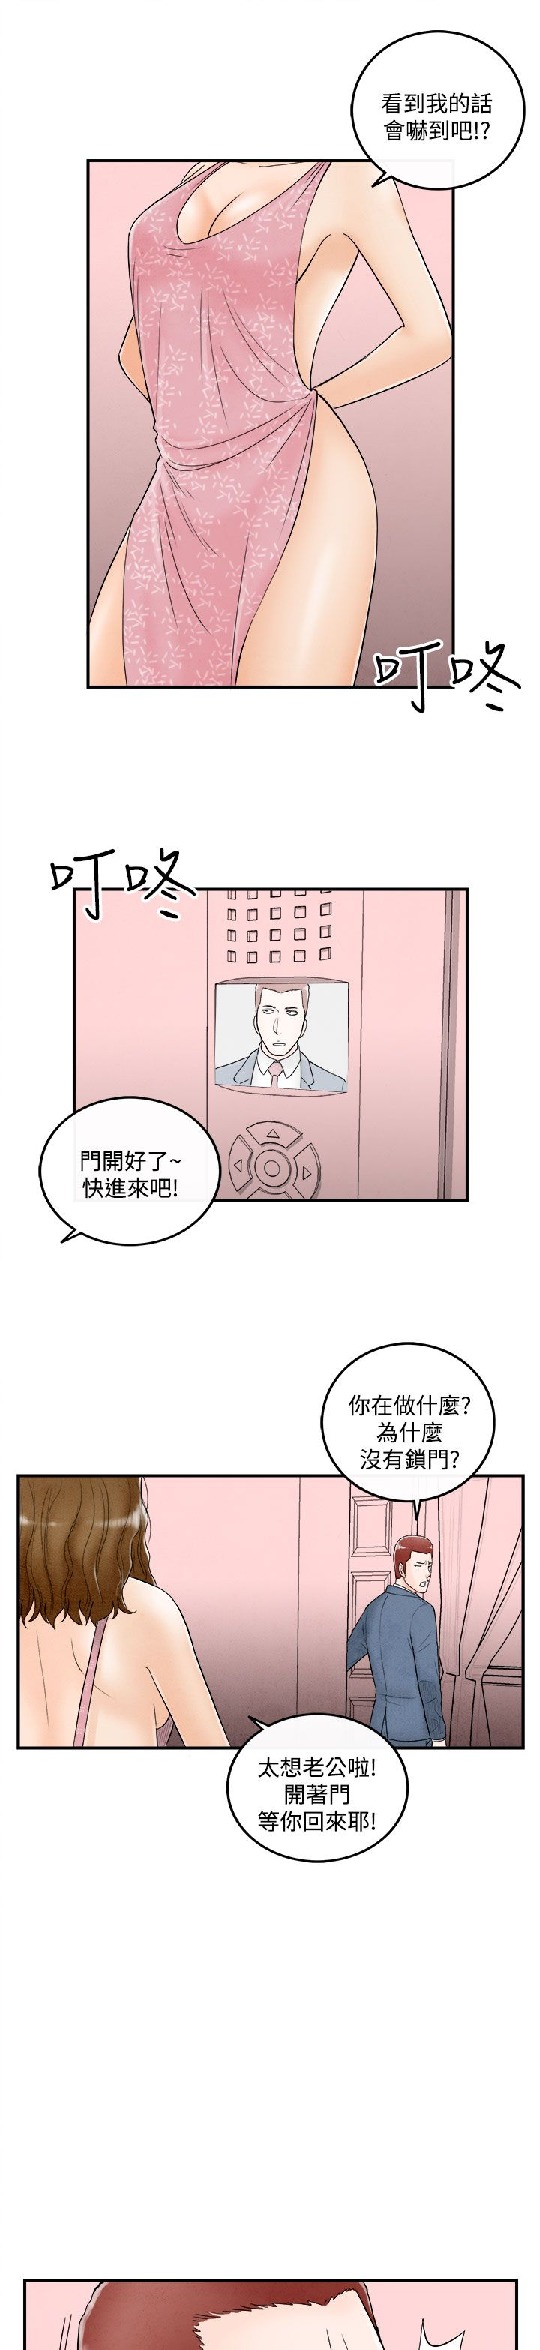 看到我的話
會嚇到吧!?
叮咚
叮咚
門開好了~
快進來吧!
你在做什麼?
為什麼
沒有鎖門?
太想老公啦!
開著門
等你回來耶!